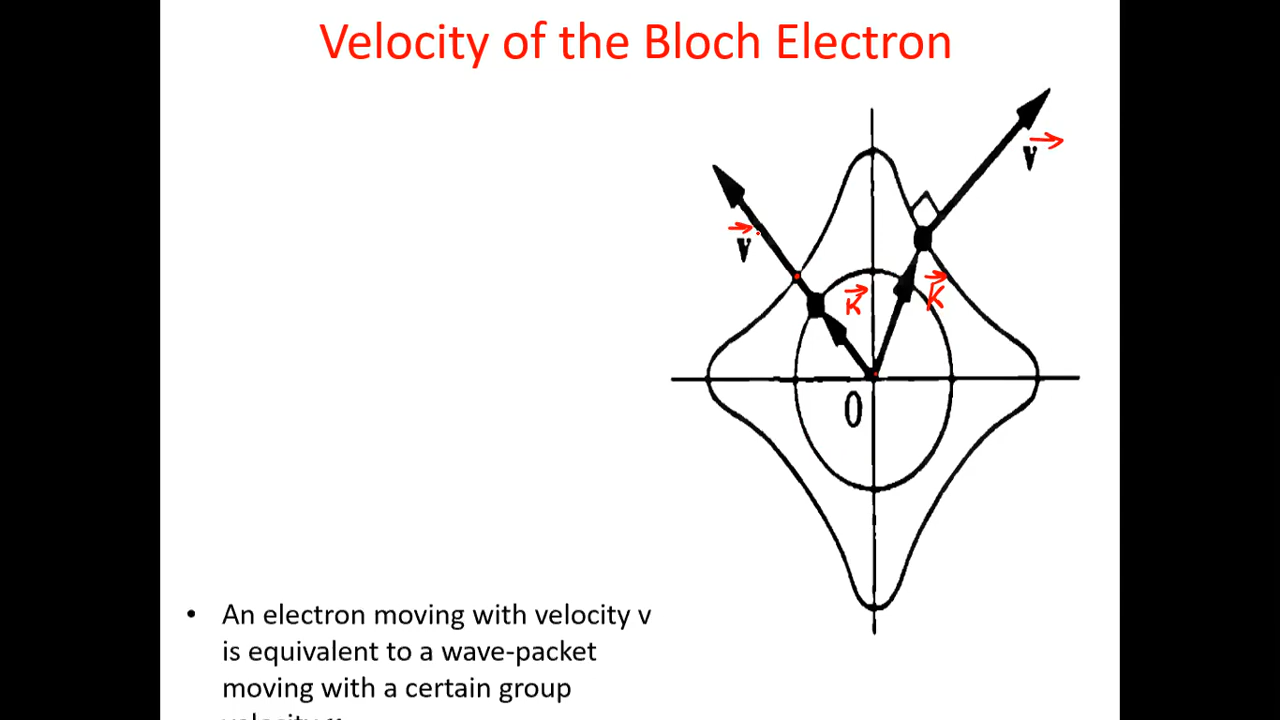 Velocity of the Bloch Electron
v
v
K
K
0
• An electron moving with velocity v
is equivalent to a wave-packet
moving with a certain group
velocity